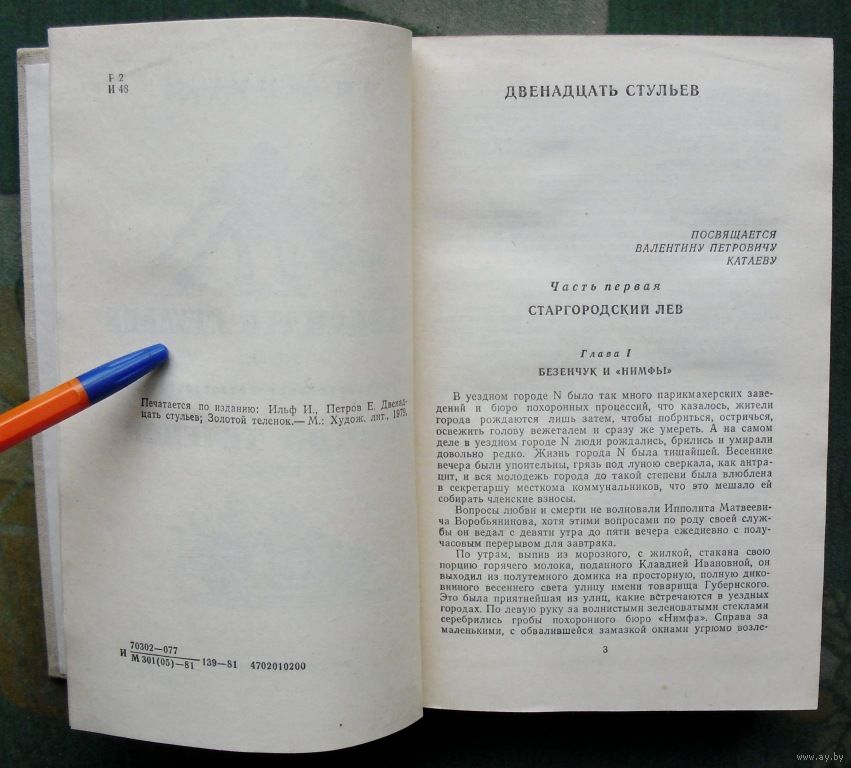 Р 2
И 48
Печатается по изданию: Ильф И., Петров Е. Двенад-
цать стульев; Золотой теленок.— М.: Худож. лит., 1979.
70302—077
И М 301(05)—81 139—81 4702010200
ДВЕНАДЦАТЬ СТУЛЬЕВ
ПОСВЯЩАЕТСЯ
ВАЛЕНТИНУ ПЕТРОВИЧУ
КАТАЕВУ
Часть первая
СТАРГОРОДСКИЙ ЛЕВ
Глава I
БЕЗЕНЧУК И «НИМФЫ»
В уездном городе N было так много парикмахерских заве-
дений и бюро похоронных процессий, что казалось, жители
города рождаются лишь затем, чтобы побриться, остричься,
освежить голову вежеталем и сразу же умереть. А на самом
деле в уездном городе N люди рождались, брились и умирали
довольно редко. Жизнь города N была тишайшей. Весенние
вечера были упоительны, грязь под луною сверкала, как антра-
цит, и вся молодежь города до такой степени была влюблена
в секретаршу месткома коммунальников, что это мешало ей
собирать членские взносы.
Вопросы любви и смерти не волновали Ипполита Матвееви-
ча Воробьянинова, хотя этими вопросами по роду своей служ-
бы он ведал с девяти утра до пяти вечера ежедневно с полу-
часовым перерывом для завтрака.
По утрам, выпив из морозного, с жилкой, стакана свою
порцию горячего молока, поданного Клавдией Ивановной, он
выходил из полутемного домика на просторную, полную дико-
винного весеннего света улицу имени товарища Губернского.
Это была приятнейшая из улиц, какие встречаются в уездных
городах. По левую руку за волнистыми зеленоватыми стеклами
серебрились гробы похоронного бюро «Нимфа». Справа за
маленькими, с обвалившейся замазкой окнами угрюмо возле-
3
www.ay.by